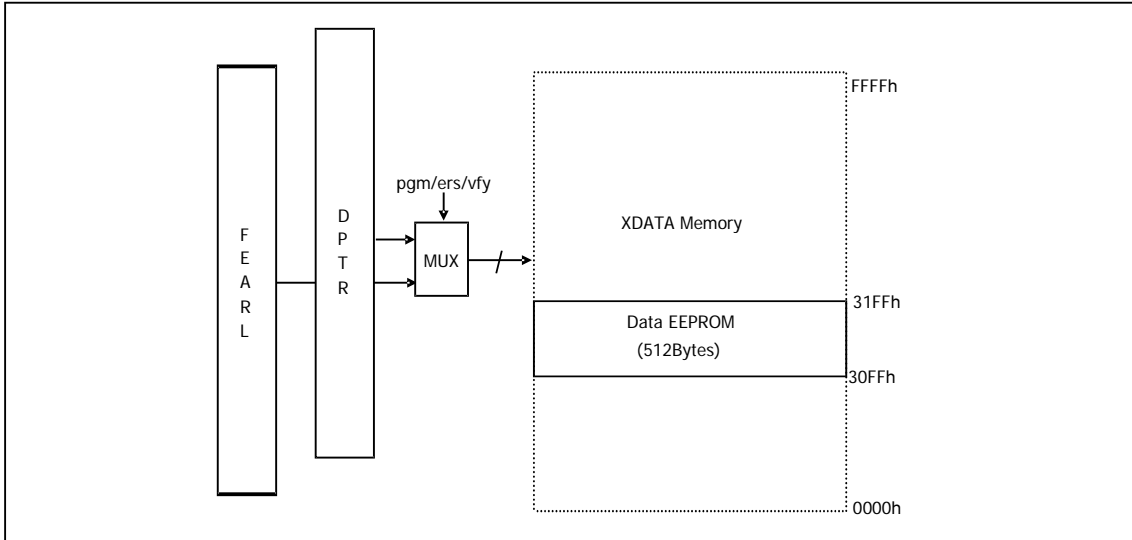 F
E
A
R
L
D
P
T
R
pgm/ers/vfy
MUX
XDATA Memory
Data EEPROM
(512Bytes)
FFFFh
31FFh
30FFh
0000h